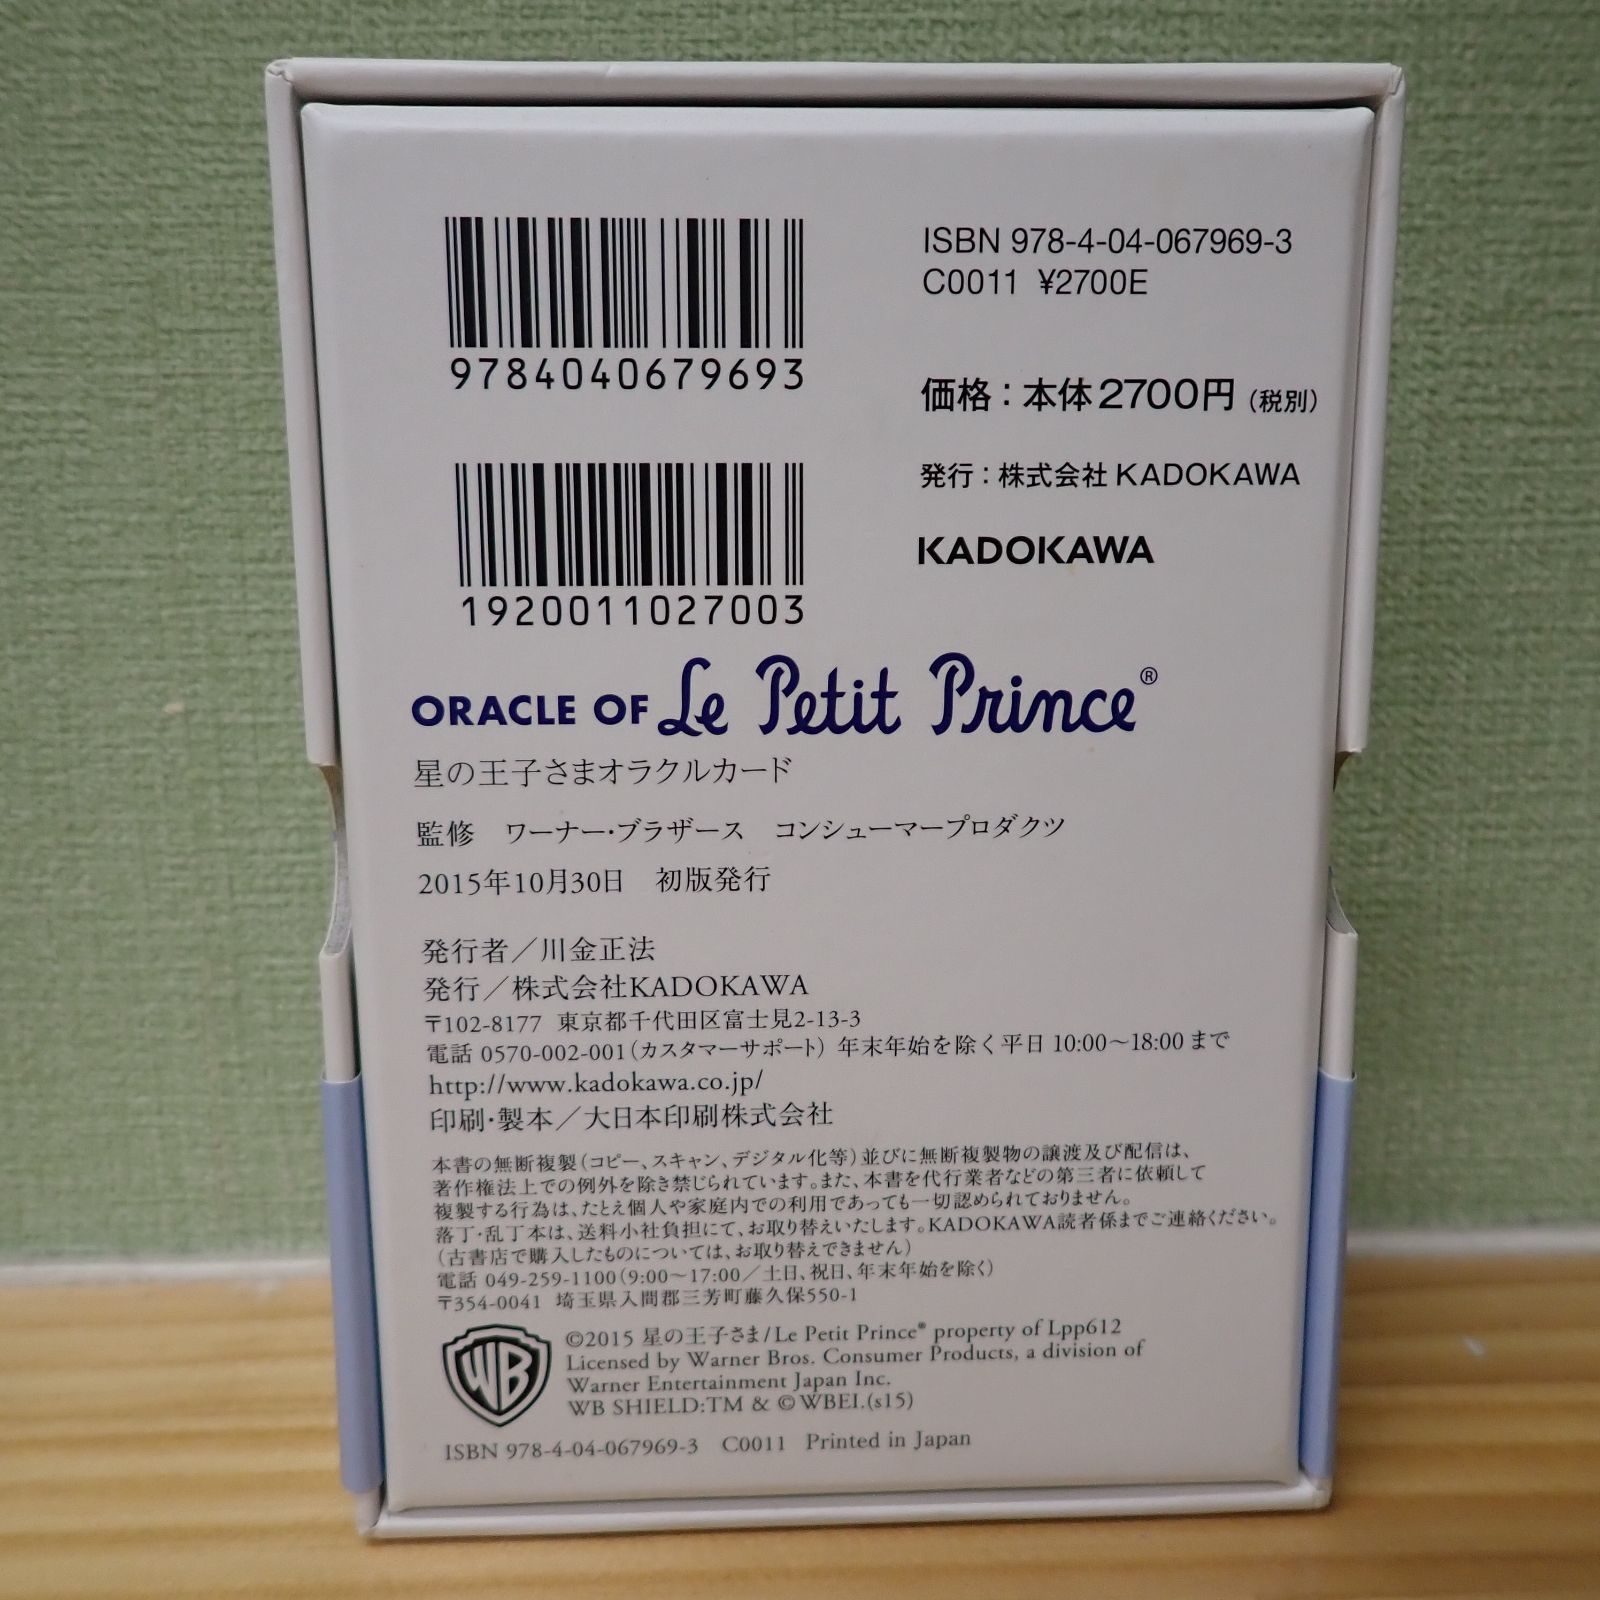 9784040679693
ISBN 978-4-04-067969-3
C0011 ¥2700E
価格:本体2700円(税別)
発行:株式会社 KADOKAWA
KADOKAWA
1920011027003
ORACLE OF Le Petit Prince®
星の王子さまオラクルカード
監修 ワーナー・ブラザース コンシューマープロダクツ
2015年10月30日 初版発行
発行者/川金正法
発行/株式会社KADOKAWA
〒102-8177 東京都千代田区富士見2-13-3
電話 0570-002-001(カスタマーサポート) 年末年始を除く平日 10:00~18:00 まで
http://www.kadokawa.co.jp/
印刷・製本/大日本印刷株式会社
本書の無断複製(コピー、スキャン、デジタル化等)並びに無断複製物の譲渡及び配信は、
著作権法上での例外を除き禁じられています。また、本書を代行業者などの第三者に依頼して
複製する行為は、たとえ個人や家庭内での利用であっても一切認められておりません。
落丁・乱丁本は、送料小社負担にて、お取り替えいたします。KADOKAWA読者係までご連絡ください。
(古書店で購入したものについては、お取り替えできません)
電話 049-259-1100(9:00~17:00/土日、祝日、年末年始を除く)
〒354-0041 埼玉県入間郡三芳町藤久保550-1
WB
©2015 星の王子さま/Le Petit Prince® property of Lpp612
Licensed by Warner Bros. Consumer Products, a division of
Warner Entertainment Japan Inc.
WB SHIELD:TM & © WBEI.(s15)
ISBN 978-4-04-067969-3 C0011 Printed in Japan